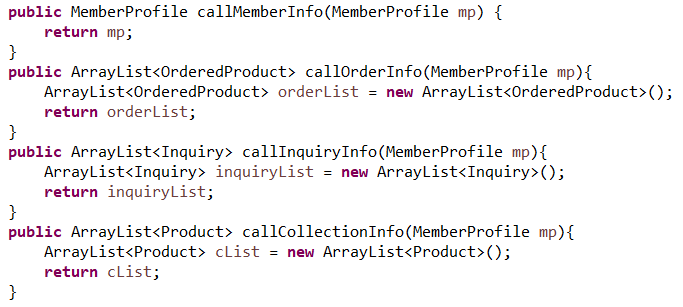 public MemberProfile callMemberInfo(MemberProfile mp) {
    return mp;
}
public ArrayList<OrderedProduct> callOrderInfo(MemberProfile mp){
    ArrayList<OrderedProduct> orderList = new ArrayList<OrderedProduct>();
    return orderList;
}
public ArrayList<Inquiry> callInquiryInfo(MemberProfile mp){
    ArrayList<Inquiry> inquiryList = new ArrayList<Inquiry>();
    return inquiryList;
}
public ArrayList<Product> callCollectionInfo(MemberProfile mp){
    ArrayList<Product> cList = new ArrayList<Product>();
    return cList;
}